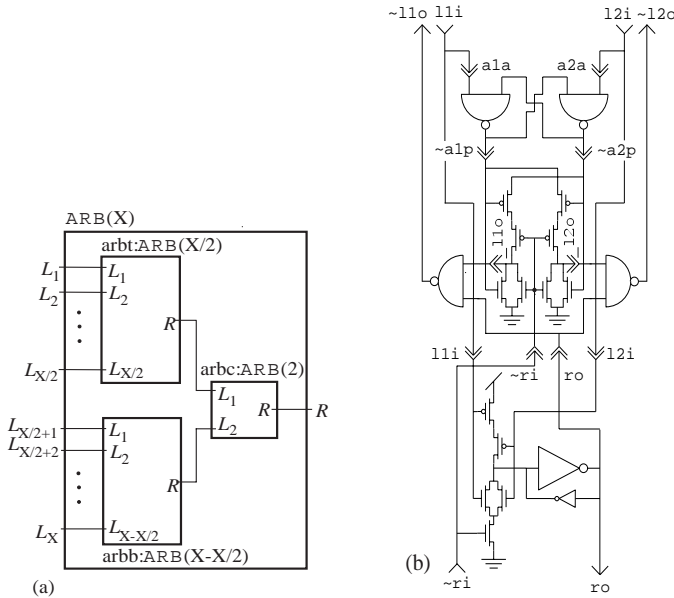 ARB(X)
arbt:ARB(X/2)
L1
L1
L2
L2
R
LX/2
LX/2
arbc:ARB(2)
L1
R
R
L2
LX/2+1
L1
LX/2+2
L2
R
LX
LX−X/2
arbb:ARB(X-X/2)
(a)
~l1o
l1i
l2i
~l2o
a1a
a2a
~a1p
~a2p
l1o
l2o
l1i
~ri
ro
l2i
(b)
~ri
ro